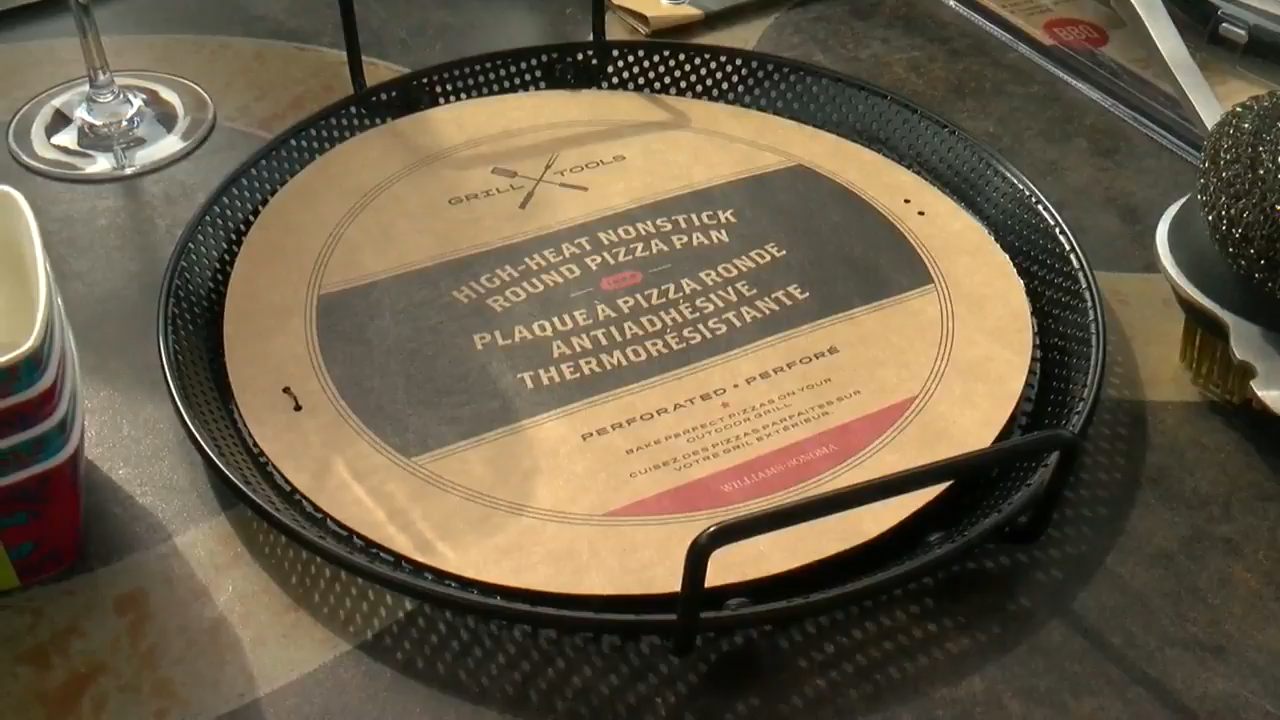 BBQ
GRILL TOOLS
HIGH-HEAT NONSTICK
ROUND PIZZA PAN
PLAQUE À PIZZA RONDE
ANTIADHÉSIVE
THERMORÉSISTANTE
PERFORATED • PERFORÉ
BAKE PERFECT PIZZAS ON YOUR
OUTDOOR GRILL
CUISEZ DES PIZZAS PARFAITES SUR
VOTRE GRIL EXTÉRIEUR.
WILLIAMS-SONOMA